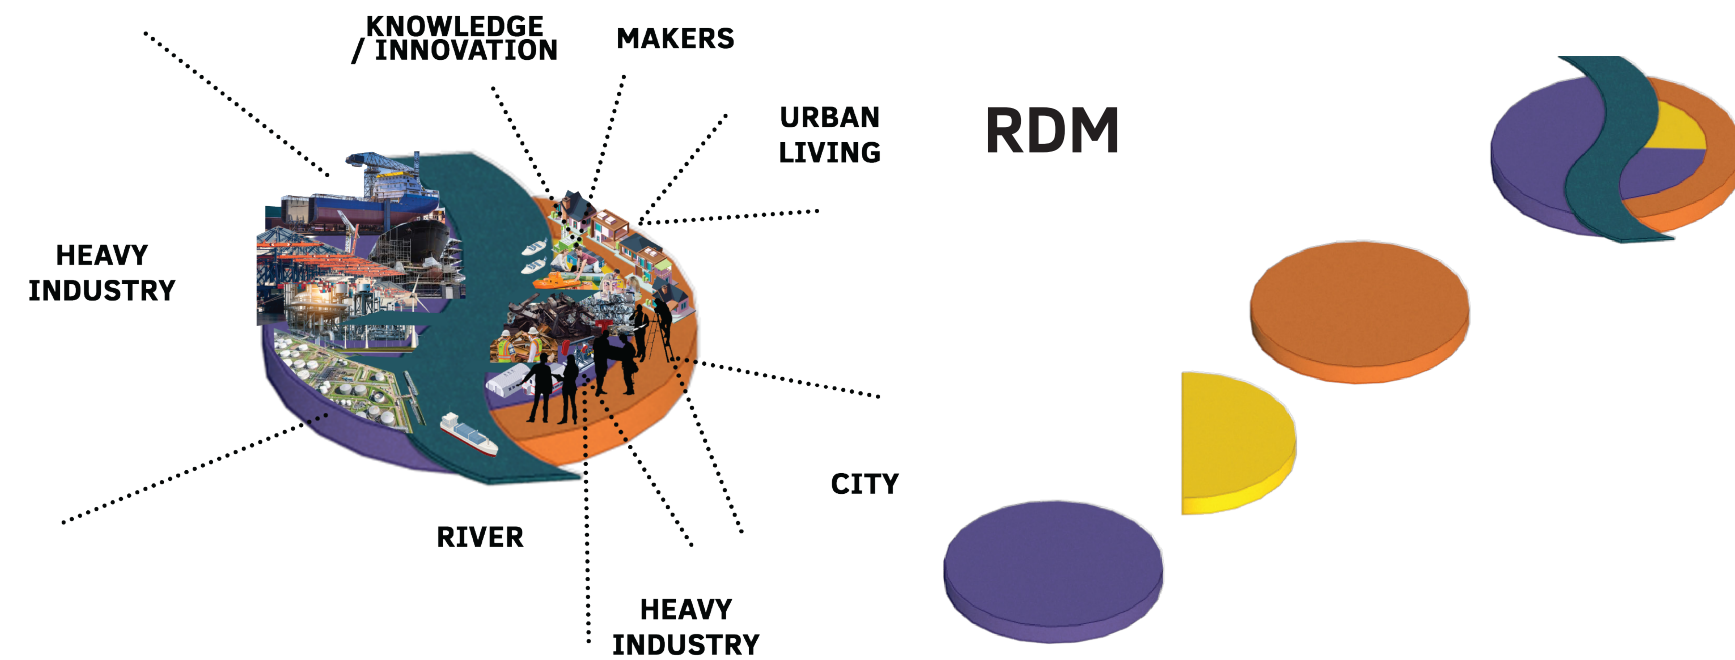 KNOWLEDGE
/ INNOVATION
MAKERS
URBAN
LIVING
RDM
HEAVY
INDUSTRY
CITY
RIVER
HEAVY
INDUSTRY